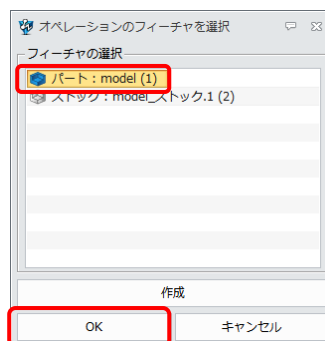 オペレーションのフィーチャを選択
フィーチャの選択
パート：model (1)
ストック：model_ストック.1 (2)
作成
OK
キャンセル